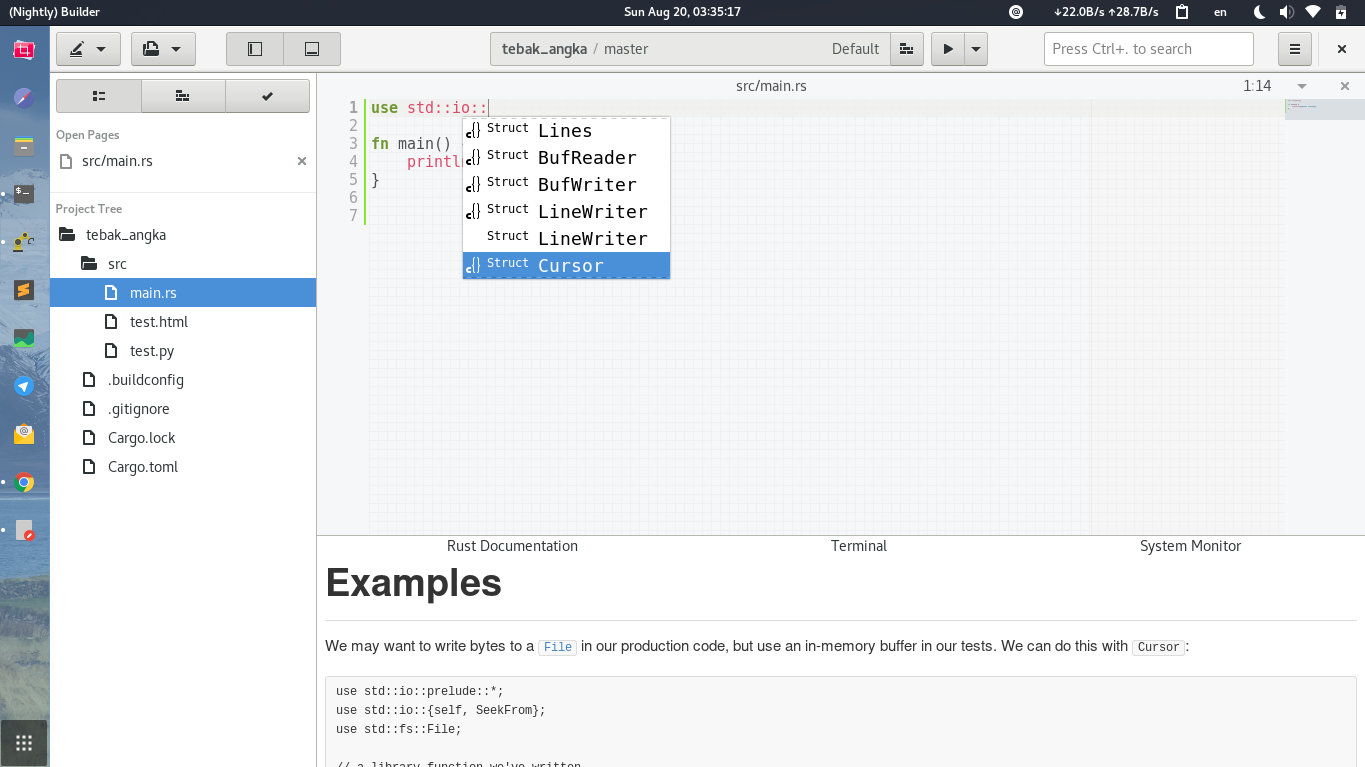 (Nightly) Builder
Sun Aug 20, 03:35:17
↓22.0B/s ↑28.7B/s
en
tebak_angka / master
Default
Press Ctrl+. to search
Open Pages
src/main.rs
Project Tree
tebak_angka
src
main.rs
test.html
test.py
.buildconfig
.gitignore
Cargo.lock
Cargo.toml
src/main.rs
1:14
1 use std::io::
2
3 fn main()
4 printl
5 }
6
7
{} Struct Lines
{} Struct BufReader
{} Struct BufWriter
{} Struct LineWriter
Struct LineWriter
{} Struct Cursor
Rust Documentation
Terminal
System Monitor
Examples
We may want to write bytes to a File in our production code, but use an in-memory buffer in our tests. We can do this with Cursor:
use std::io::prelude::*;
use std::io::{self, SeekFrom};
use std::fs::File;
// a library function we've written